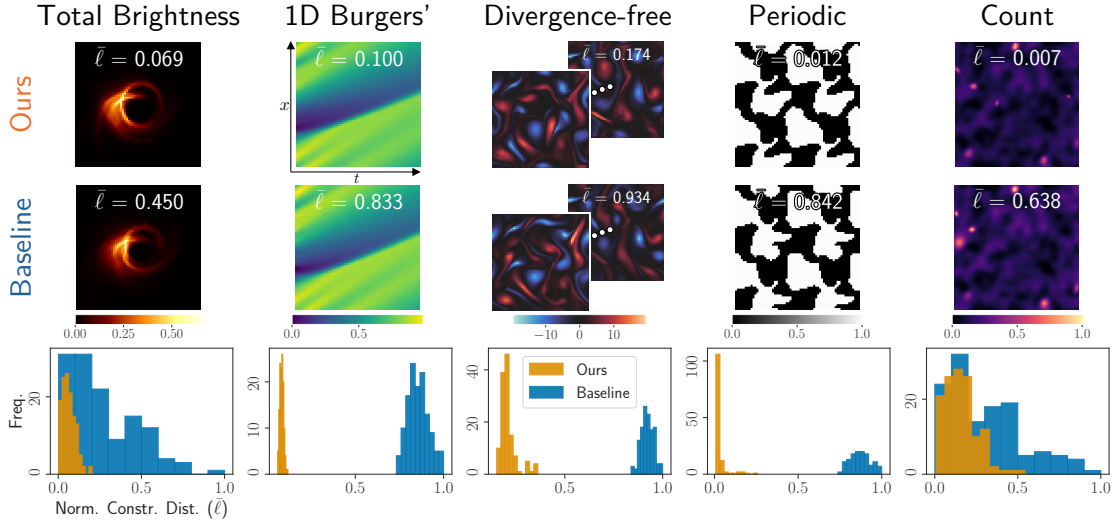 Total Brightness
1D Burgers'
Divergence-free
Periodic
Count
Ours
ℓ̄ = 0.069
x
t
ℓ̄ = 0.100
ℓ̄ = 0.174
ℓ̄ = 0.012
ℓ̄ = 0.007
Baseline
ℓ̄ = 0.450
ℓ̄ = 0.833
ℓ̄ = 0.934
ℓ̄ = 0.842
ℓ̄ = 0.638
0.00 0.25 0.50
0.5
−10 0 10
0.0 0.5 1.0
0.0 0.5 1.0
Freq.
0 20
0.0 0.5 1.0
Norm. Constr. Dist. (ℓ̄)
0 10 20
0.5 1.0
0 20 40
Ours
Baseline
0.5 1.0
0 50 100
0.0 0.5 1.0
0 20
0.0 0.5 1.0